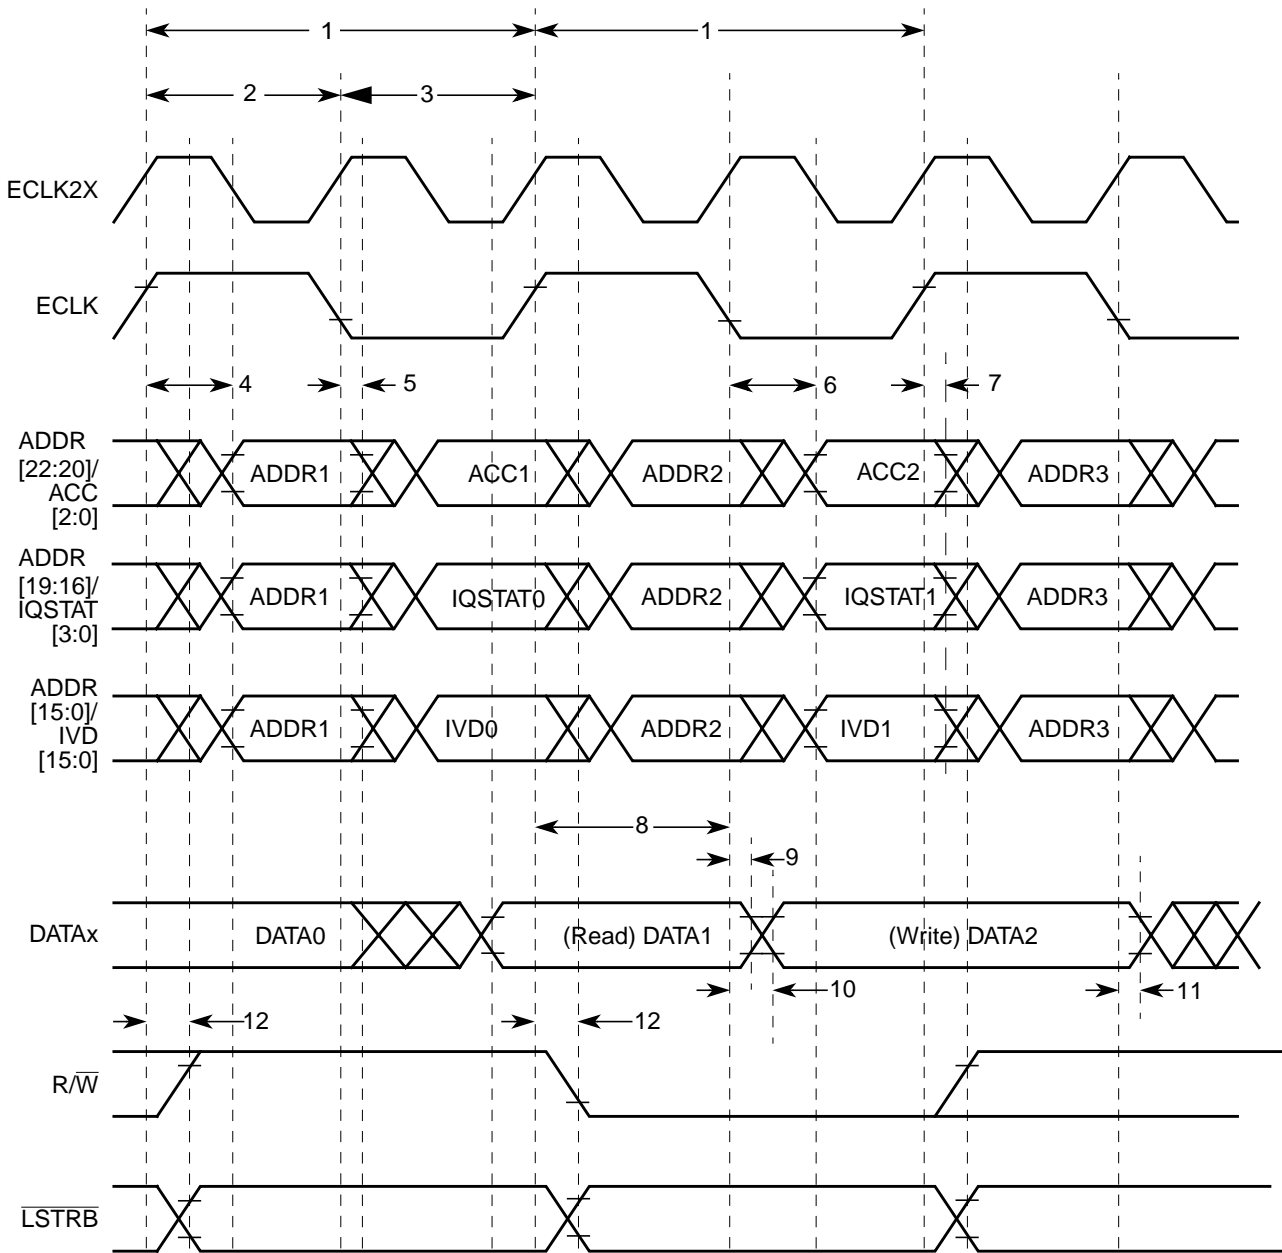 1 1
2 3
ECLK2X
ECLK
4 5 6 7
ADDR
[22:20]/
ACC
[2:0]
ADDR1 ACC1 ADDR2 ACC2 ADDR3
ADDR
[19:16]/
IQSTAT
[3:0]
ADDR1 IQSTAT0 ADDR2 IQSTAT1 ADDR3
ADDR
[15:0]/
IVD
[15:0]
ADDR1 IVD0 ADDR2 IVD1 ADDR3
8
9
DATAx DATA0 (Read) DATA1 (Write) DATA2
10 11
12 12
R/W
LSTRB